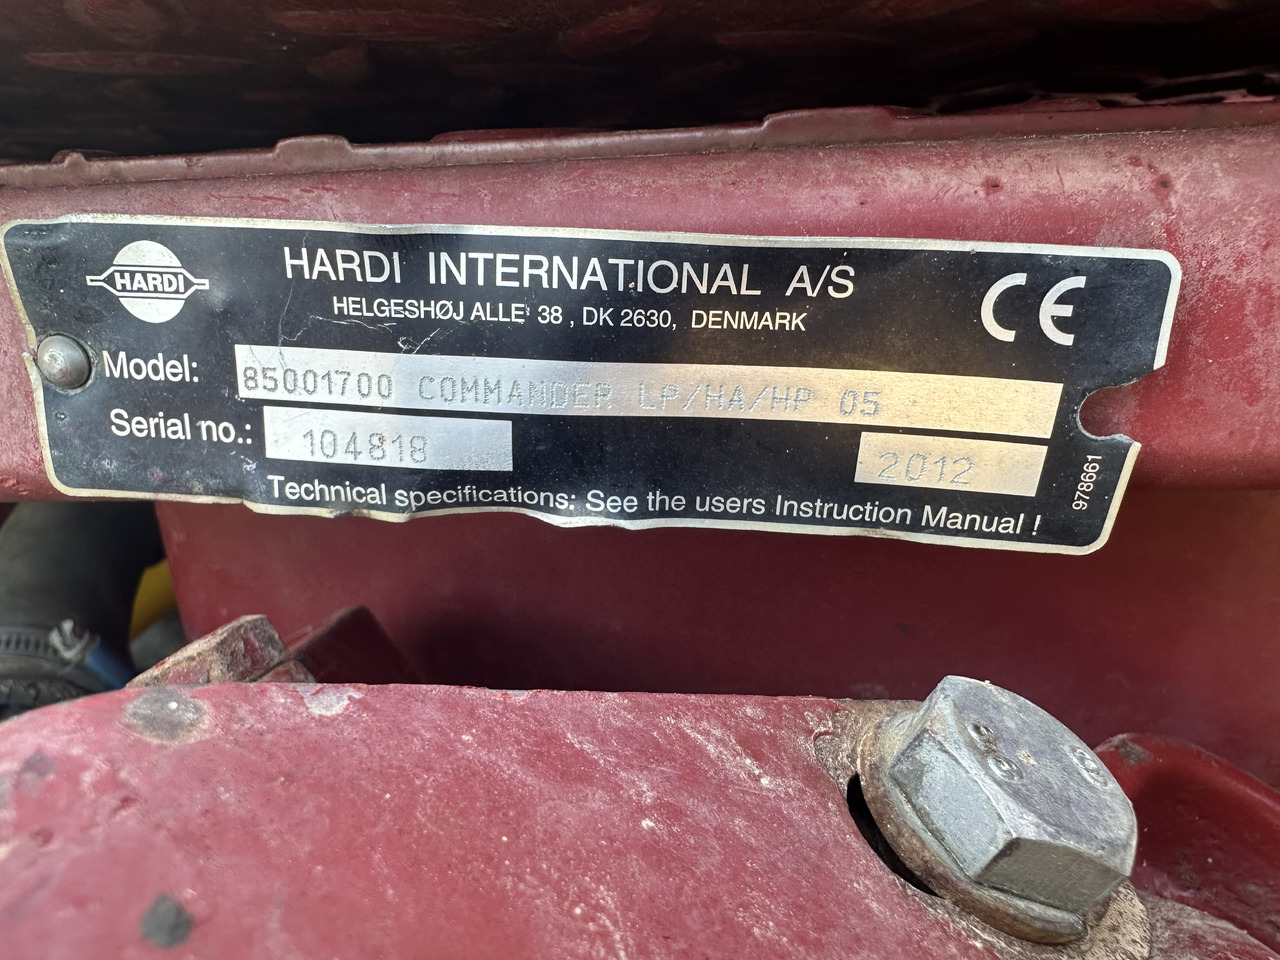 HARDI
HARDI INTERNATIONAL A/S
HELGESHØJ ALLE 38, DK 2630, DENMARK
CE
Model: 85001700 COMMANDER LP/HA/HP 05
Serial no.: 104818
2012
Technical specifications: See the users Instruction Manual !
978661